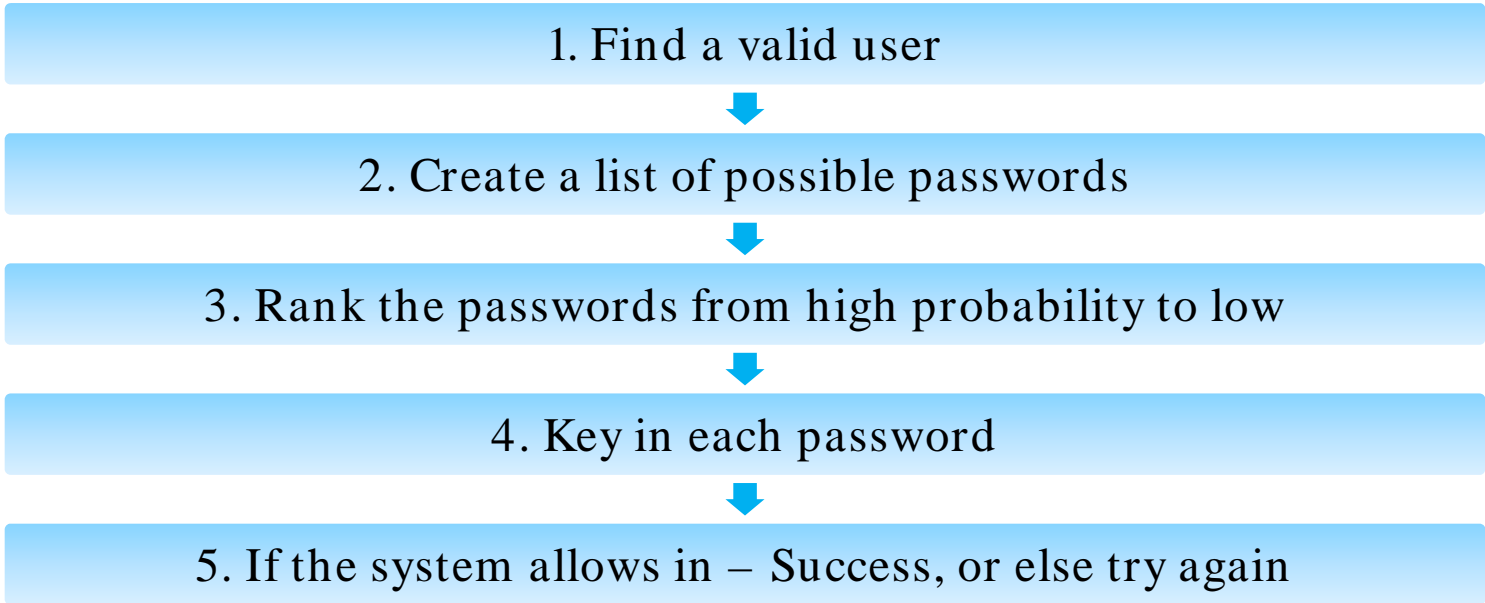 1. Find a valid user
2. Create a list of possible passwords
3. Rank the passwords from high probability to low
4. Key in each password
5. If the system allows in – Success, or else try again